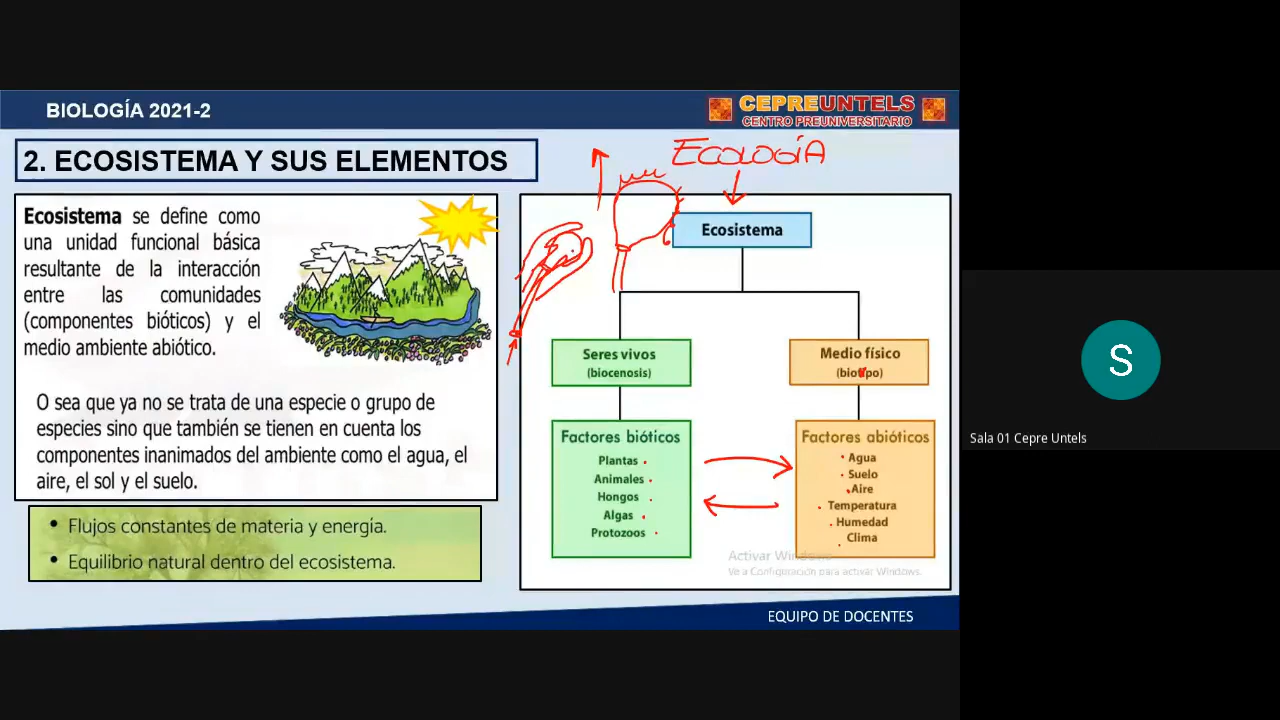 BIOLOGÍA 2021-2
CEPREUNTELS
CENTRO PREUNIVERSITARIO
2. ECOSISTEMA Y SUS ELEMENTOS
Ecosistema se define como
una unidad funcional básica
resultante de la interacción
entre las comunidades
(componentes bióticos) y el
medio ambiente abiótico.
O sea que ya no se trata de una especie o grupo de
especies sino que también se tienen en cuenta los
componentes inanimados del ambiente como el agua, el
aire, el sol y el suelo.
• Flujos constantes de materia y energía.
• Equilibrio natural dentro del ecosistema.
ECOLOGÍA
Ecosistema
Seres vivos
(biocenosis)
Factores bióticos
Plantas
Animales
Hongos
Algas
Protozoos
Medio físico
(biotipo)
Factores abióticos
Agua
Suelo
Aire
Temperatura
Humedad
Clima
Activar Windows
Ve a Configuración para activar Windows.
EQUIPO DE DOCENTES
S
Sala 01 Cepre Untels